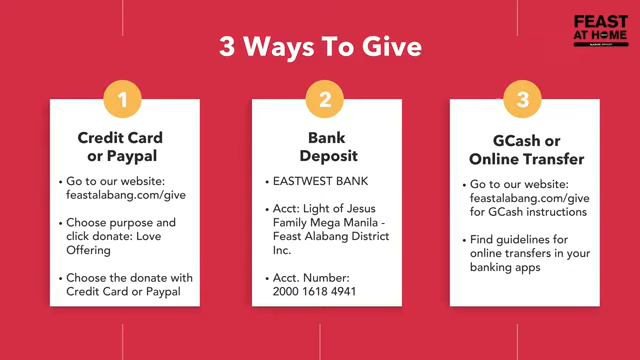 FEAST
AT HOME
3 Ways To Give
1
Credit Card
or Paypal
• Go to our website:
feastalabang.com/give
• Choose purpose and
click donate: Love
Offering
• Choose the donate with
Credit Card or Paypal
2
Bank
Deposit
• EASTWEST BANK
• Acct: Light of Jesus
Family Mega Manila -
Feast Alabang District
Inc.
• Acct. Number:
2000 1618 4941
3
GCash or
Online Transfer
• Go to our website:
feastalabang.com/give
for GCash instructions
• Find guidelines for
online transfers in your
banking apps